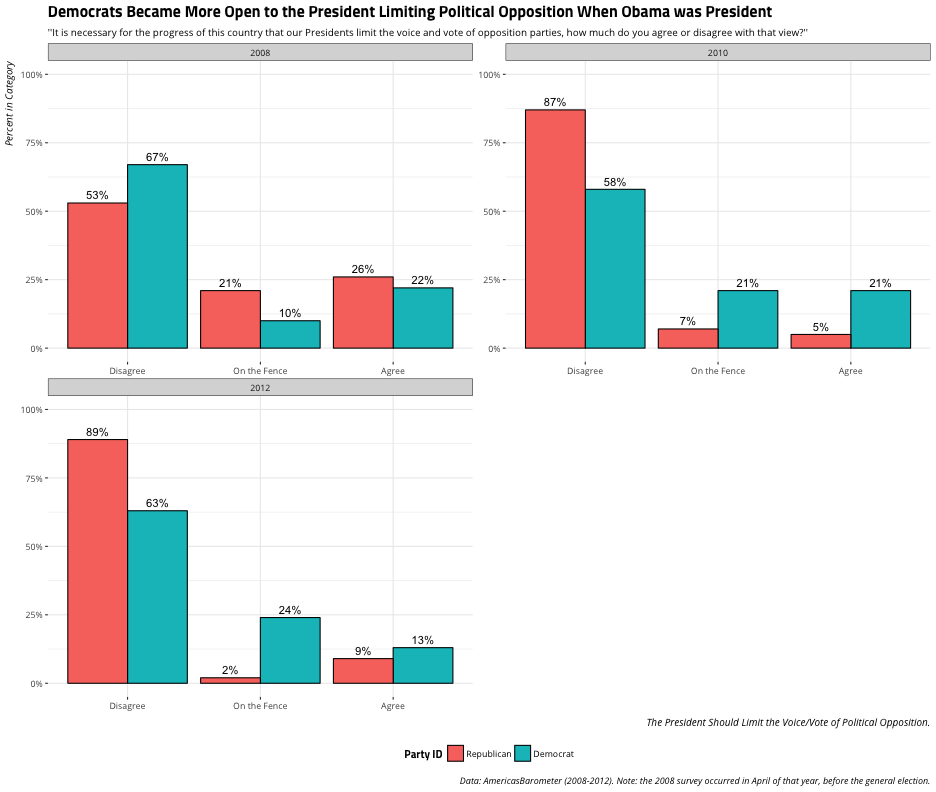 Democrats Became More Open to the President Limiting Political Opposition When Obama was President
"It is necessary for the progress of this country that our Presidents limit the voice and vote of opposition parties, how much do you agree or disagree with that view?"
Percent in Category
2008
100%
75%
50%
25%
0%
53%
67%
21%
10%
26%
22%
Disagree
On the Fence
Agree
2010
100%
75%
50%
25%
0%
87%
58%
7%
21%
5%
21%
Disagree
On the Fence
Agree
2012
100%
75%
50%
25%
0%
89%
63%
2%
24%
9%
13%
Disagree
On the Fence
Agree
The President Should Limit the Voice/Vote of Political Opposition.
Party ID Republican Democrat
Data: AmericasBarometer (2008-2012). Note: the 2008 survey occurred in April of that year, before the general election.